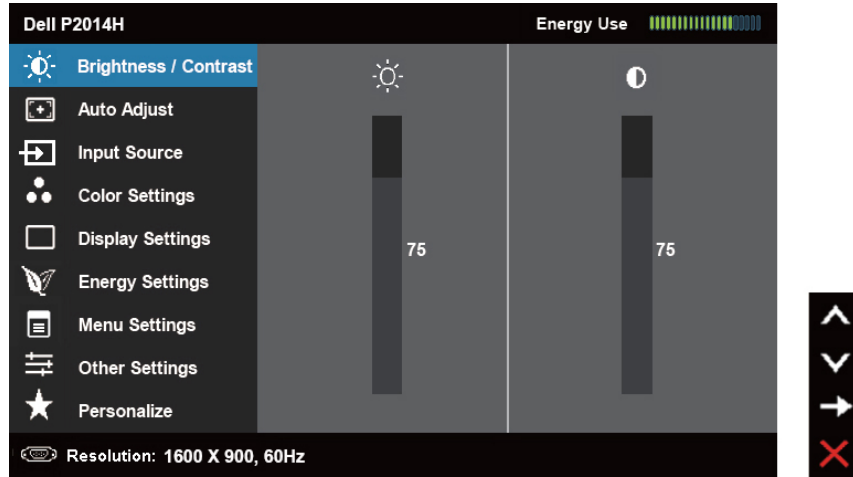 Dell P2014H
Energy Use
Brightness / Contrast
Auto Adjust
Input Source
Color Settings
Display Settings
Energy Settings
Menu Settings
Other Settings
Personalize
75
75
Resolution: 1600 X 900, 60Hz